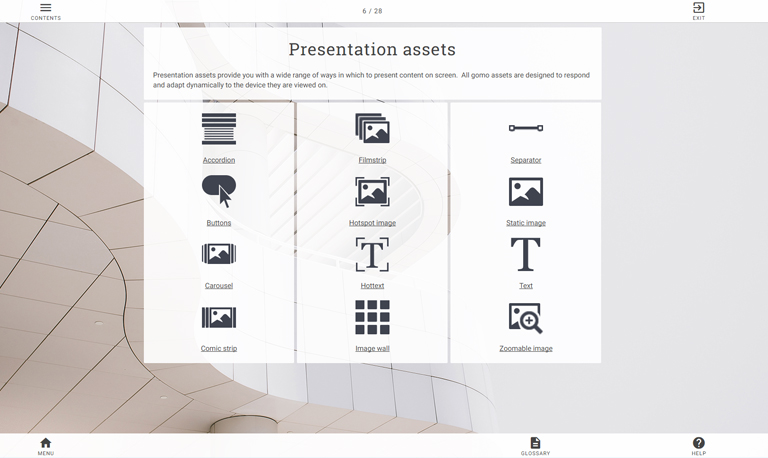 CONTENTS
6 / 28
EXIT
Presentation assets
Presentation assets provide you with a wide range of ways in which to present content on screen. All gomo assets are designed to respond
and adapt dynamically to the device they are viewed on.
Accordion
Filmstrip
Separator
Buttons
Hotspot image
Static image
Carousel
Hottext
Text
Comic strip
Image wall
Zoomable image
MENU
GLOSSARY
HELP